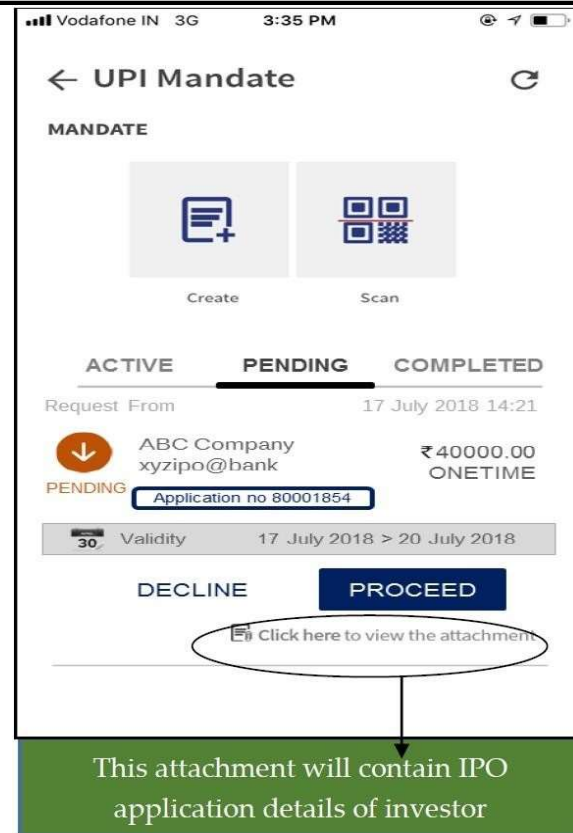 Vodafone IN 3G 3:35 PM
← UPI Mandate
MANDATE
Create Scan
ACTIVE PENDING COMPLETED
Request From 17 July 2018 14:21
ABC Company ₹40000.00
xyzipo@bank ONETIME
PENDING Application no 80001854
30 Validity 17 July 2018 > 20 July 2018
DECLINE PROCEED
Click here to view the attachment
This attachment will contain IPO
application details of investor